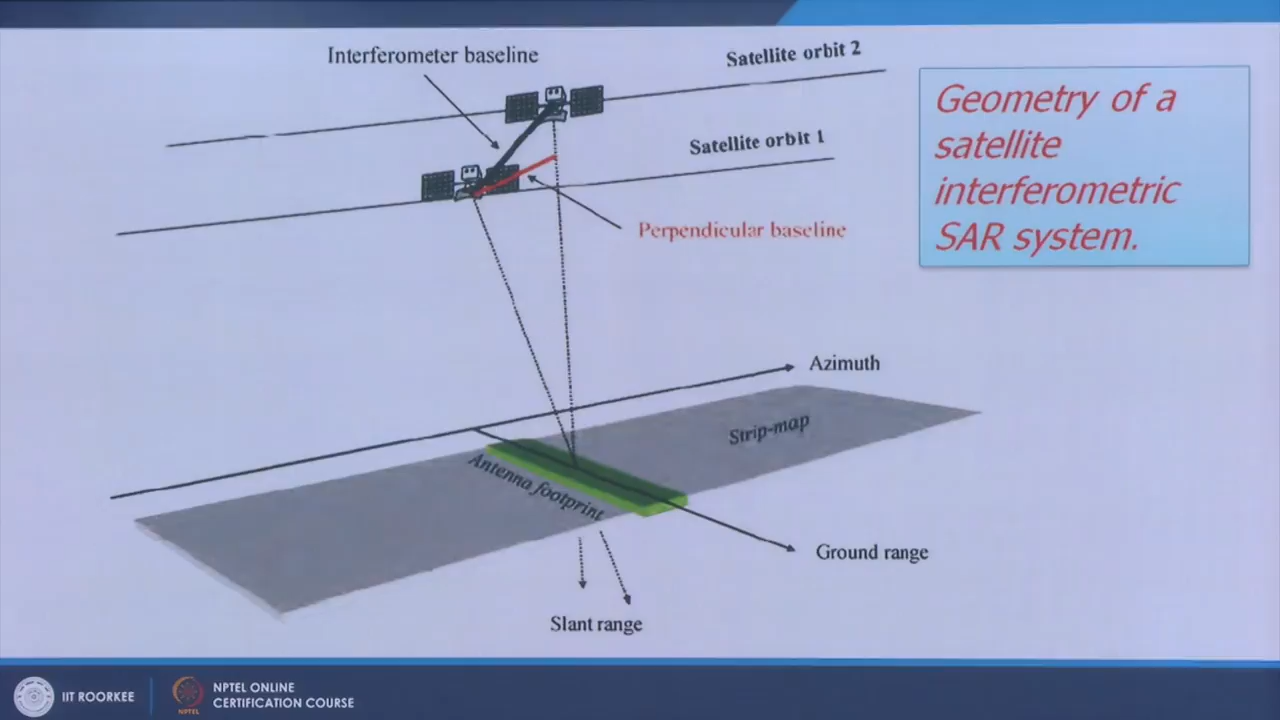 Interferometer baseline
Satellite orbit 2
Satellite orbit 1
Perpendicular baseline
Geometry of a
satellite
interferometric
SAR system.
Azimuth
Strip-map
Antenna footprint
Ground range
Slant range
IIT ROORKEE
NPTEL
NPTEL ONLINE
CERTIFICATION COURSE